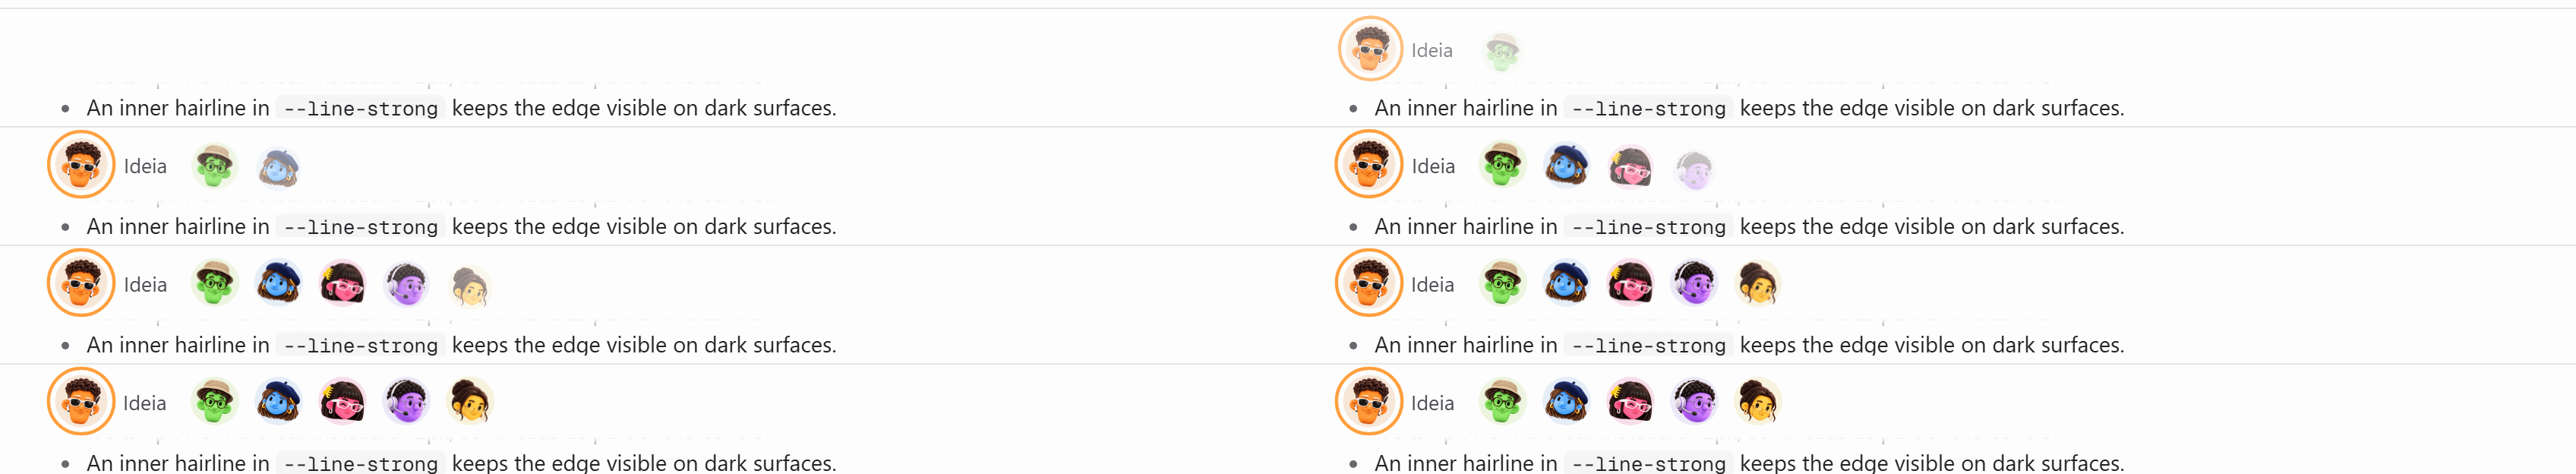 Ideia
An inner hairline in --line-strong keeps the edge visible on dark surfaces.
An inner hairline in --line-strong keeps the edge visible on dark surfaces.
Ideia
Ideia
An inner hairline in --line-strong keeps the edge visible on dark surfaces.
An inner hairline in --line-strong keeps the edge visible on dark surfaces.
Ideia
Ideia
An inner hairline in --line-strong keeps the edge visible on dark surfaces.
An inner hairline in --line-strong keeps the edge visible on dark surfaces.
Ideia
Ideia
An inner hairline in --line-strong keeps the edge visible on dark surfaces.
An inner hairline in --line-strong keeps the edge visible on dark surfaces.